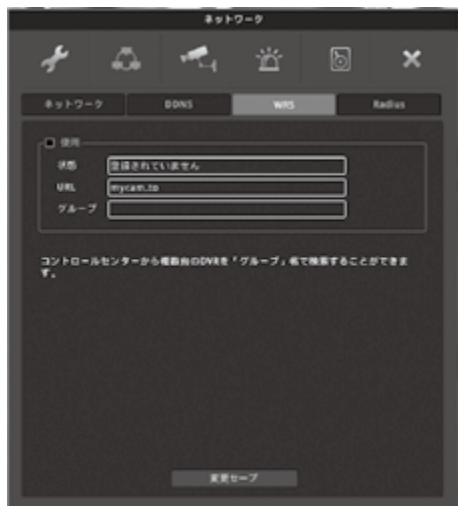 ネットワーク
ネットワーク DDNS WRS Radius
使用
状態 登録されていません
URL mycam.to
グループ
コントロールセンターから複数台のDVRを「グループ」名で検索することができま
す。
変更セーブ